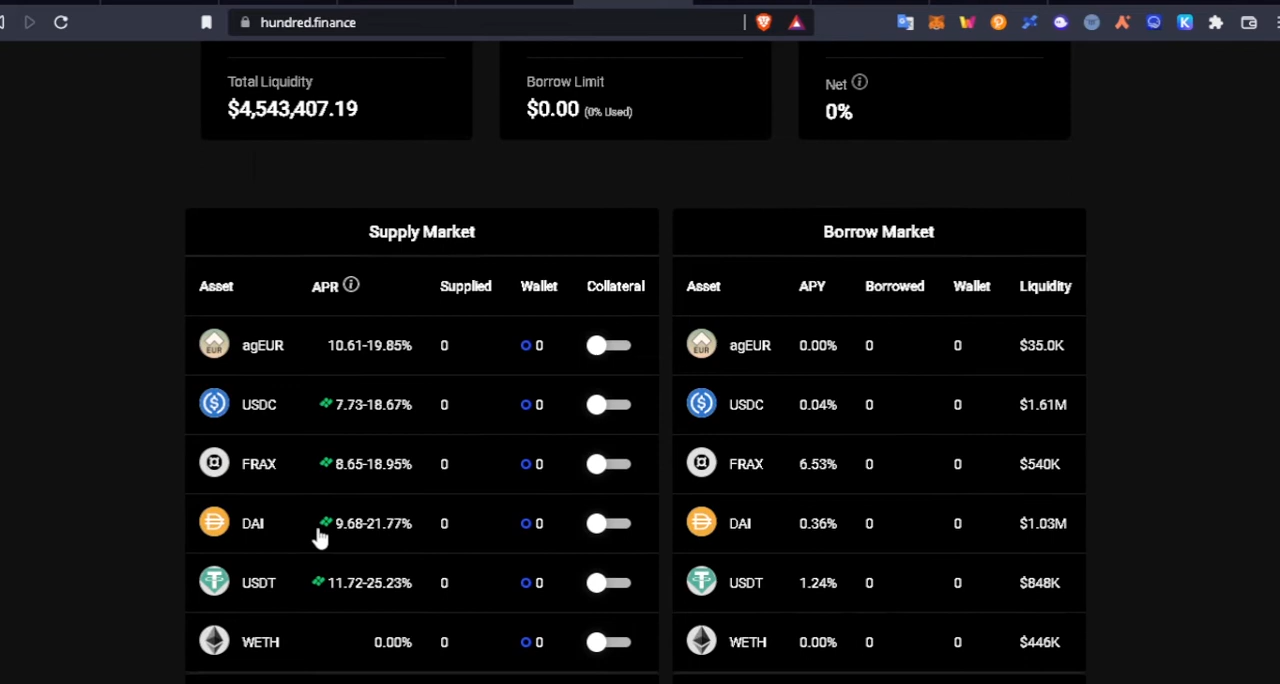 hundred.finance
Total Liquidity
$4,543,407.19
Borrow Limit
$0.00 (0% Used)
Net
0%
Supply Market
Asset APR Supplied Wallet Collateral
agEUR 10.61-19.85% 0 0
USDC 7.73-18.67% 0 0
FRAX 8.65-18.95% 0 0
DAI 9.68-21.77% 0 0
USDT 11.72-25.23% 0 0
WETH 0.00% 0 0
Borrow Market
Asset APY Borrowed Wallet Liquidity
agEUR 0.00% 0 0 $35.0K
USDC 0.04% 0 0 $1.61M
FRAX 6.53% 0 0 $540K
DAI 0.36% 0 0 $1.03M
USDT 1.24% 0 0 $848K
WETH 0.00% 0 0 $446K